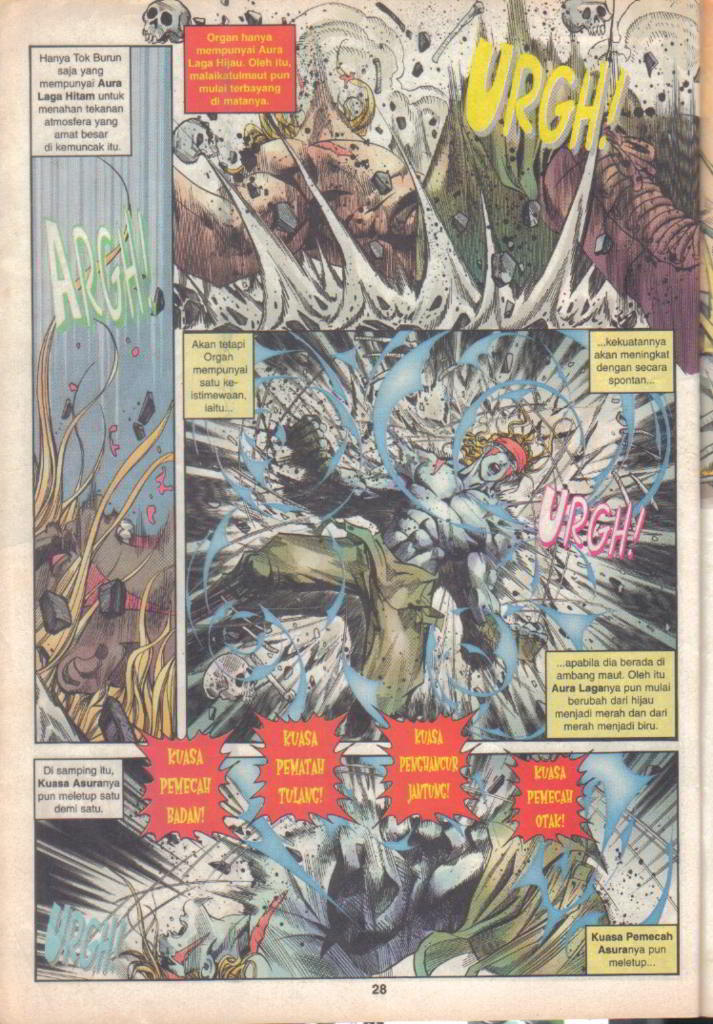 Hanya Tok Burun
saja yang
mempunyai Aura
Laga Hitam untuk
menahan tekanan
atmosfera yang
amat besar
di kemuncak itu.
Organ hanya
mempunyai Aura
Laga Hijau. Oleh itu,
malaikatulmaut pun
mulai terbayang
di matanya.
URGH!
ARGH!
Akan tetapi
Organ
mempunyai
satu ke-
istimewaan,
iaitu...
...kekuatannya
akan meningkat
dengan secara
spontan...
URGH!
...apabila dia berada di
ambang maut. Oleh itu
Aura Laganya pun mulai
berubah dari hijau
menjadi merah dan dari
merah menjadi biru.
Di samping itu,
Kuasa Asuranya
pun meletup satu
demi satu.
KUASA
PEMECAH
BADAN!
KUASA
PEMATAH
TULANG!
KUASA
PENGHANCUR
JANTUNG!
KUASA
PEMECAH
OTAK!
URGH!
Kuasa Pemecah
Asuranya pun
meletup...
28